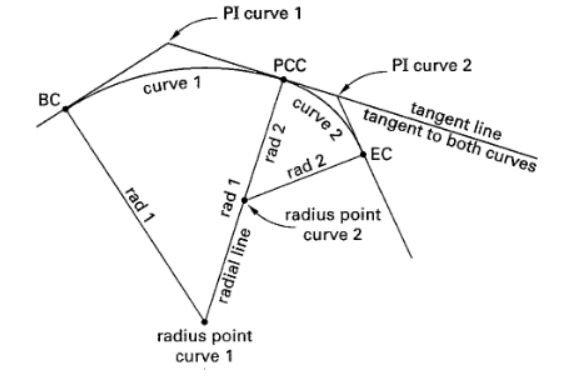 PI curve 1
PCC
PI curve 2
BC
curve 1
curve 2
tangent line
tangent to both curves
rad 2
EC
rad 2
rad 1
rad 1
radius point
curve 2
radial line
radius point
curve 1